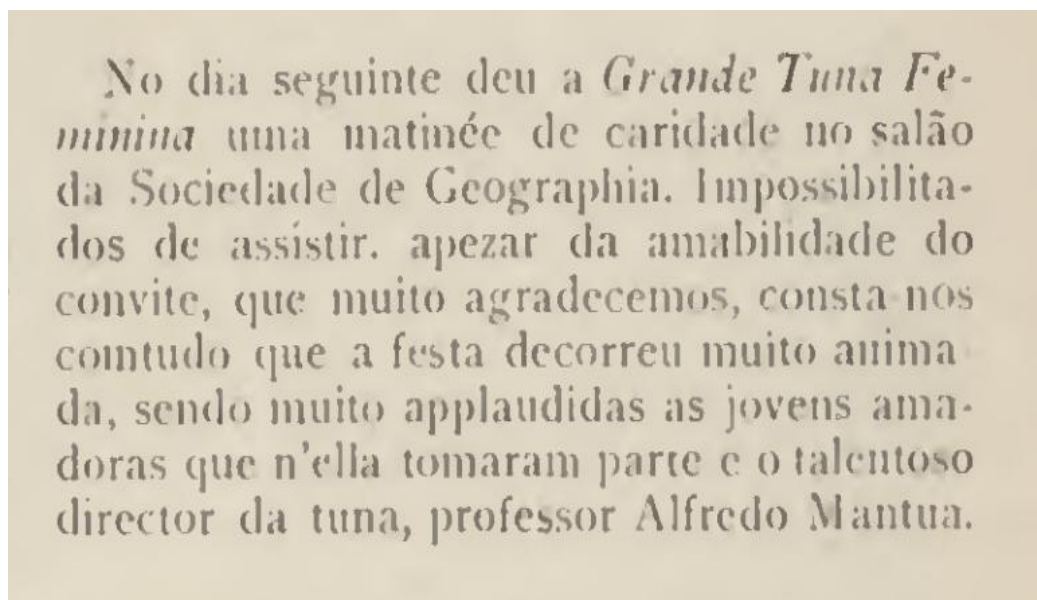 No dia seguinte deu a Grande Tuna Fe-
minina uma matinée de caridade no salão
da Sociedade de Geographia. Impossibilita-
dos de assistir. apezar da amabilidade do
convite, que muito agradecemos, consta-nos
comtudo que a festa decorreu muito anima
da, sendo muito applaudidas as jovens ama-
doras que n'ella tomaram parte e o talentoso
director da tuna, professor Alfredo Mantua.